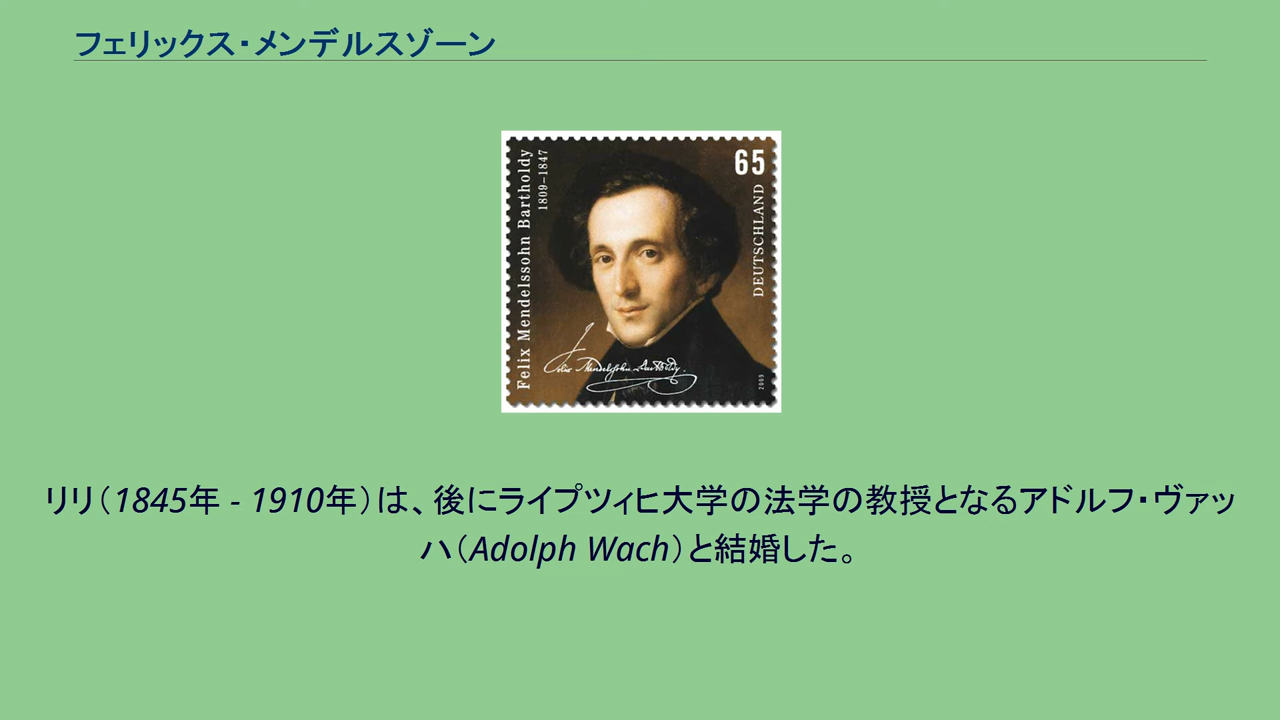 フェリックス・メンデルスゾーン
Felix Mendelssohn Bartholdy
1809–1847
65
DEUTSCHLAND
Felix Mendelssohn Bartholdy
2009
リリ（1845年 - 1910年）は、後にライプツィヒ大学の法学の教授となるアドルフ・ヴァッ
ハ（Adolph Wach）と結婚した。